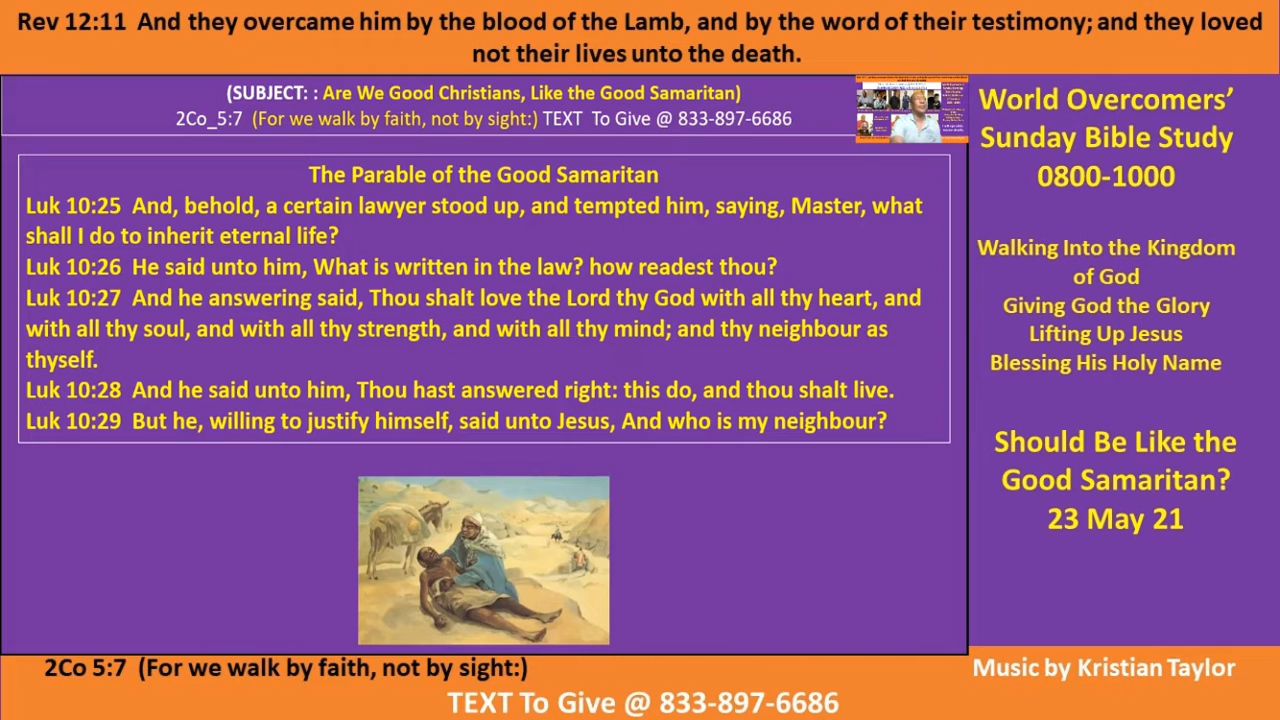 Rev 12:11 And they overcame him by the blood of the Lamb, and by the word of their testimony; and they loved
not their lives unto the death.
(SUBJECT: : Are We Good Christians, Like the Good Samaritan)
2Co_5:7 (For we walk by faith, not by sight:) TEXT To Give @ 833-897-6686
The Parable of the Good Samaritan
Luk 10:25 And, behold, a certain lawyer stood up, and tempted him, saying, Master, what
shall I do to inherit eternal life?
Luk 10:26 He said unto him, What is written in the law? how readest thou?
Luk 10:27 And he answering said, Thou shalt love the Lord thy God with all thy heart, and
with all thy soul, and with all thy strength, and with all thy mind; and thy neighbour as
thyself.
Luk 10:28 And he said unto him, Thou hast answered right: this do, and thou shalt live.
Luk 10:29 But he, willing to justify himself, said unto Jesus, And who is my neighbour?
World Overcomers’
Sunday Bible Study
0800-1000
Walking Into the Kingdom
of God
Giving God the Glory
Lifting Up Jesus
Blessing His Holy Name
Should Be Like the
Good Samaritan?
23 May 21
2Co 5:7 (For we walk by faith, not by sight:)
Music by Kristian Taylor
TEXT To Give @ 833-897-6686